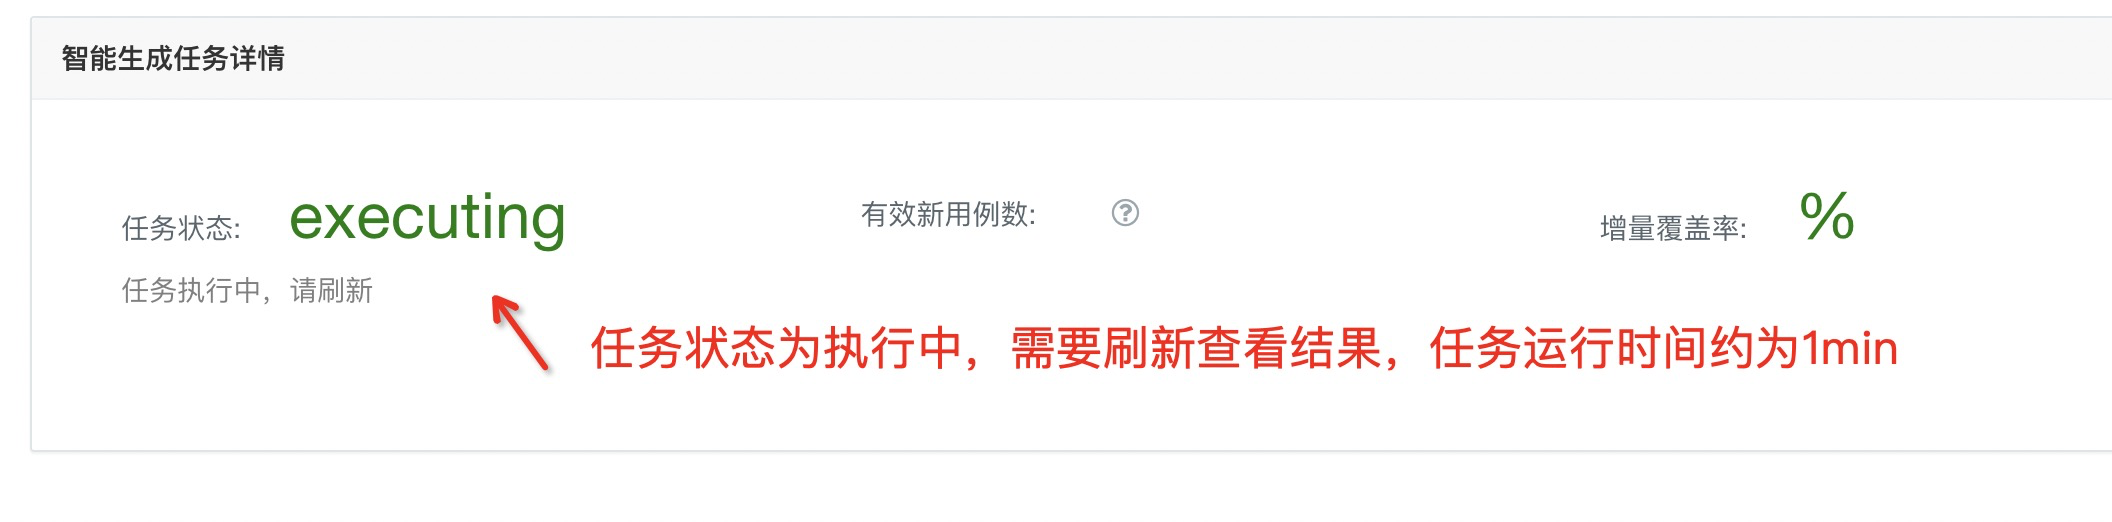 智能生成任务详情
任务状态: executing
有效新用例数:
增量覆盖率: %
任务执行中，请刷新
任务状态为执行中，需要刷新查看结果，任务运行时间约为1min